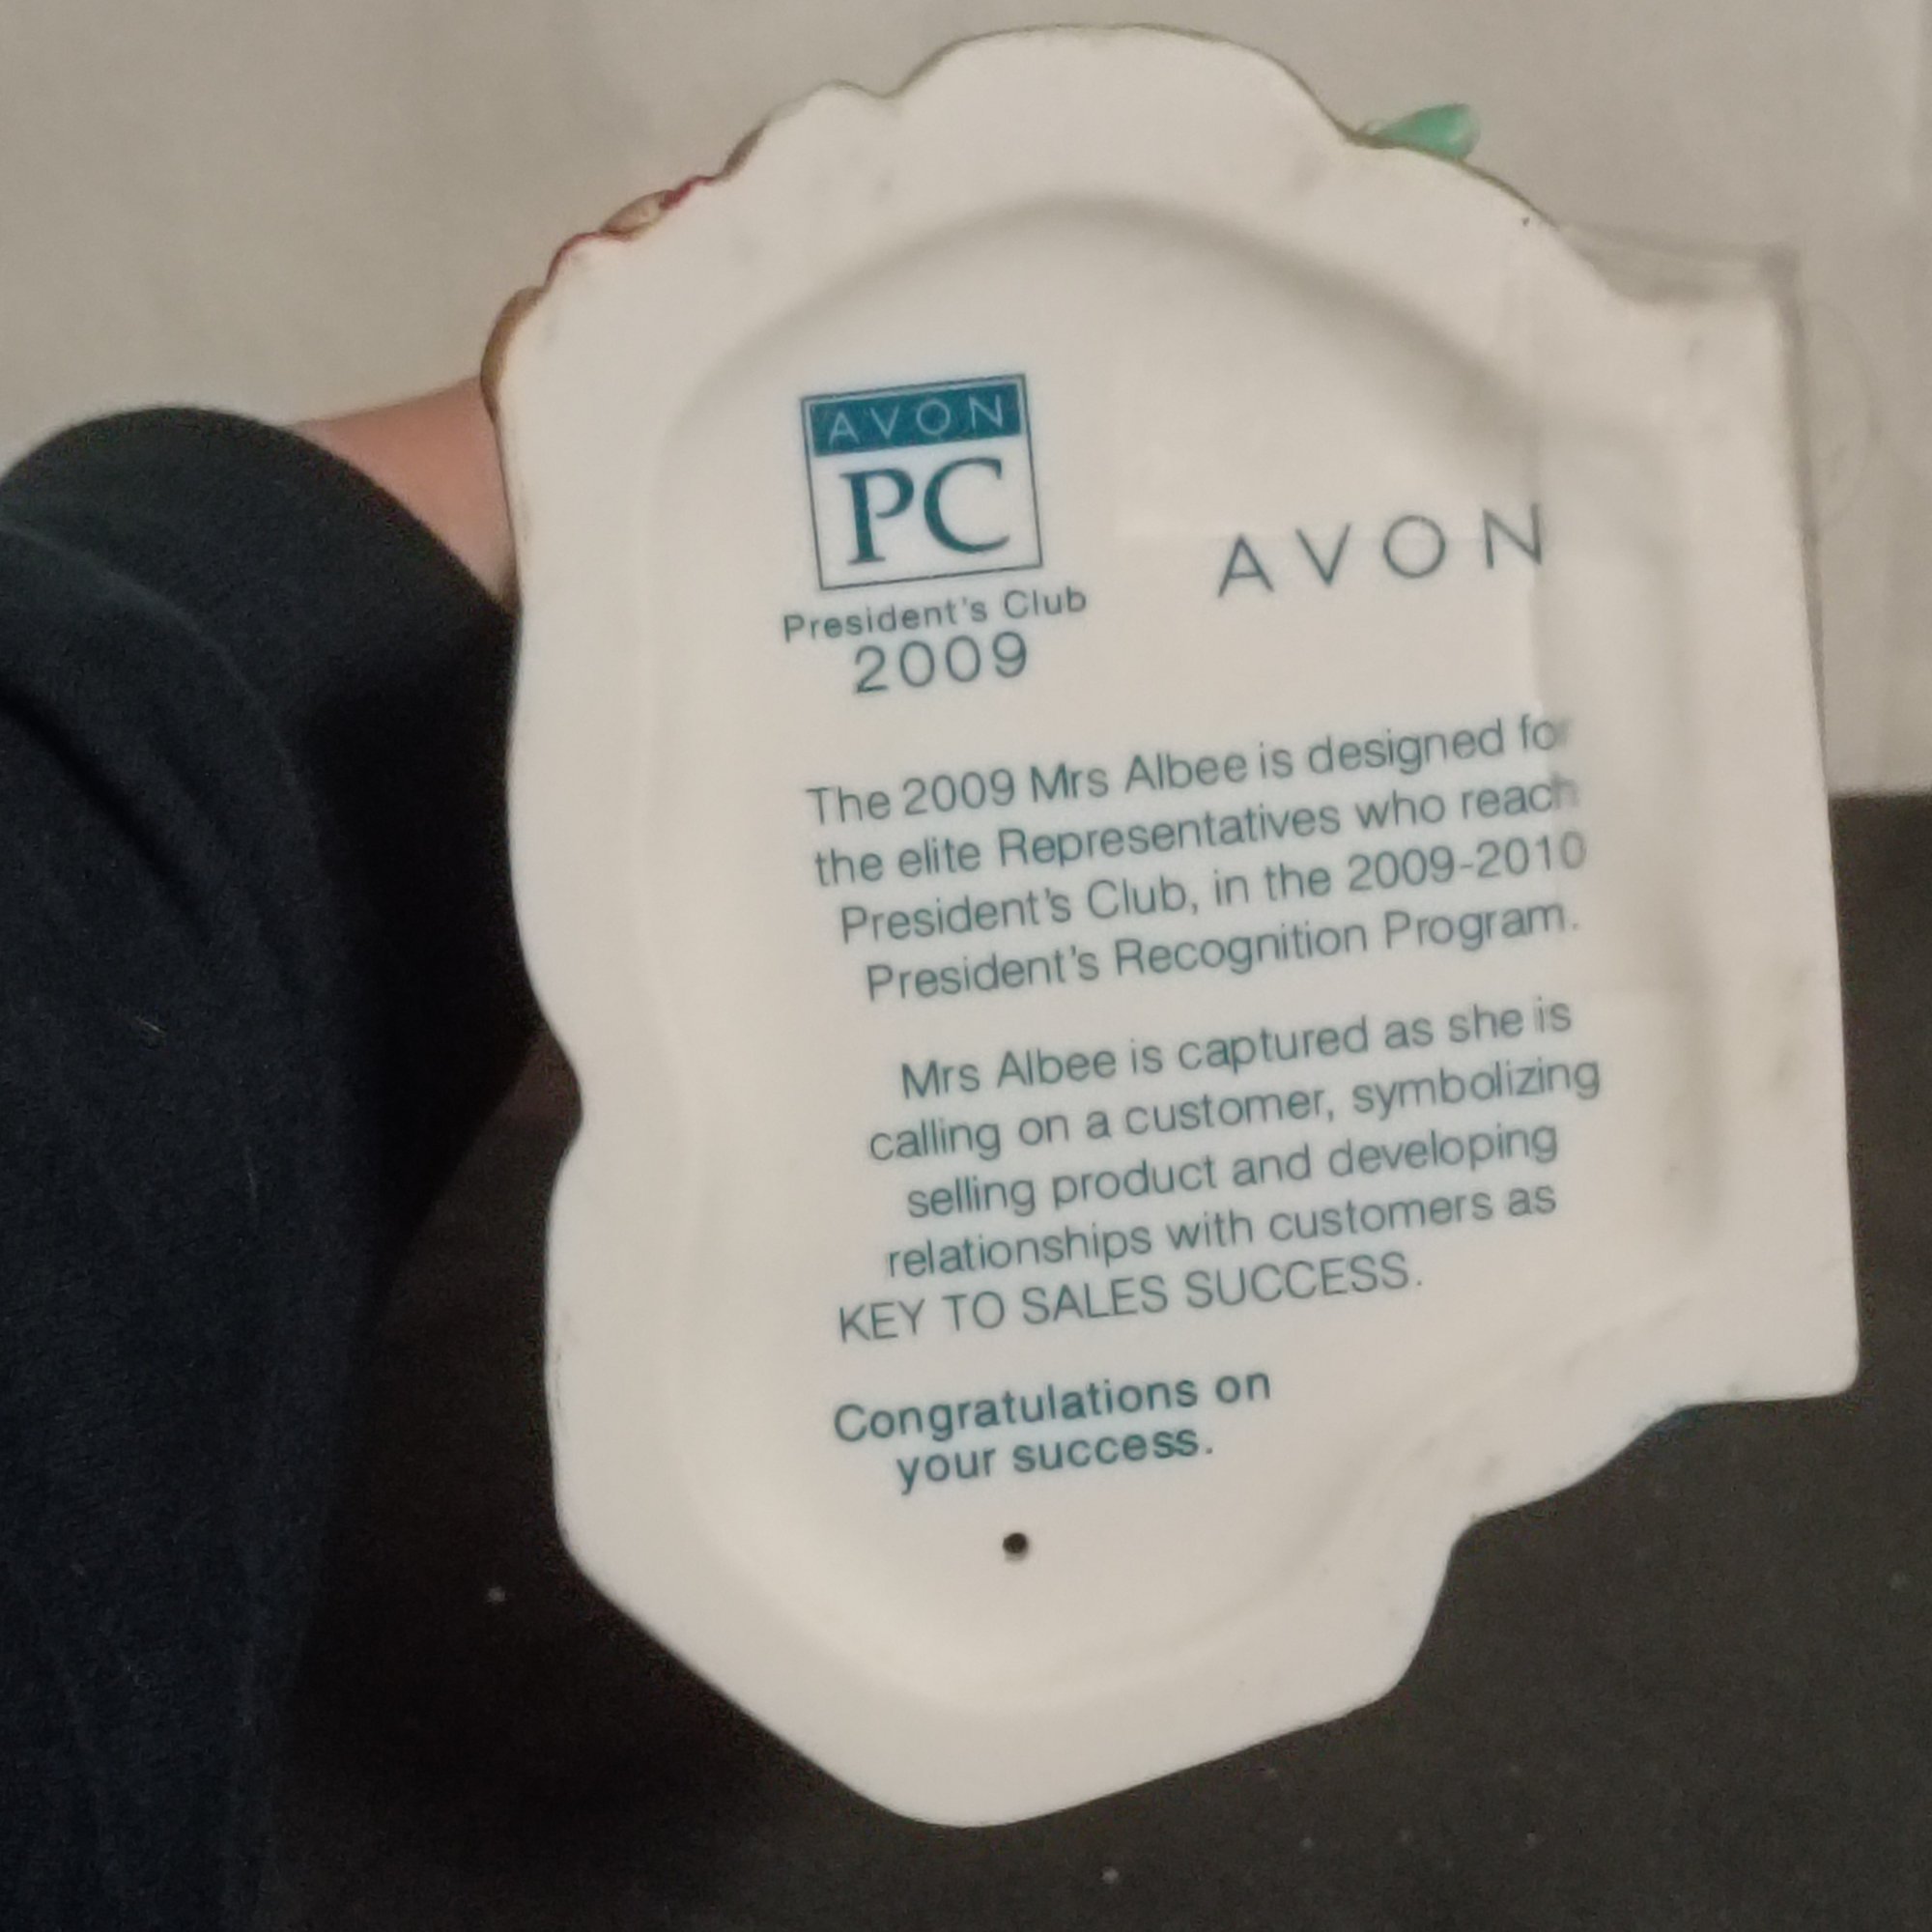 AVON
PC
President's Club
2009
AVON
The 2009 Mrs Albee is designed for
the elite Representatives who reach
President's Club, in the 2009-2010
President's Recognition Program.
Mrs Albee is captured as she is
calling on a customer, symbolizing
selling product and developing
relationships with customers as
KEY TO SALES SUCCESS.
Congratulations on
your success.